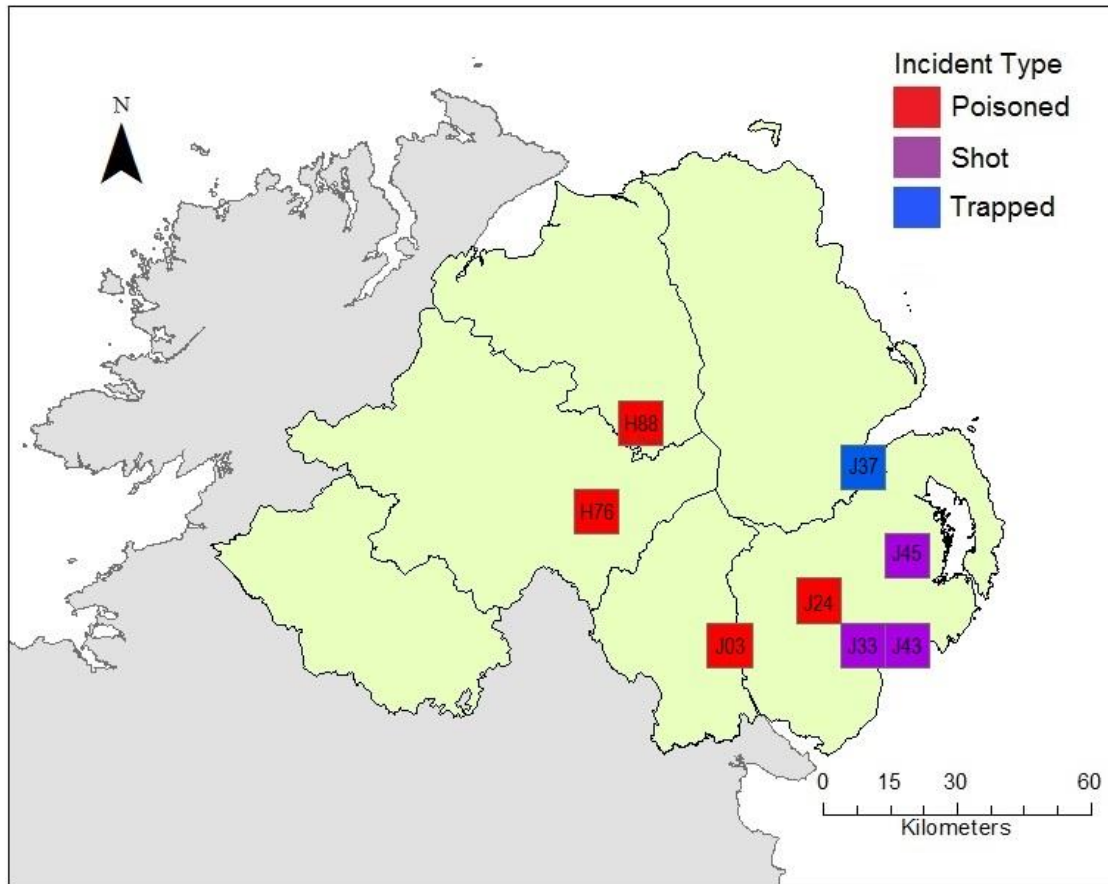 Incident Type
Poisoned
Shot
Trapped
N
H88
J37
H76
J45
J24
J03
J33
J43
0 15 30 60
Kilometers